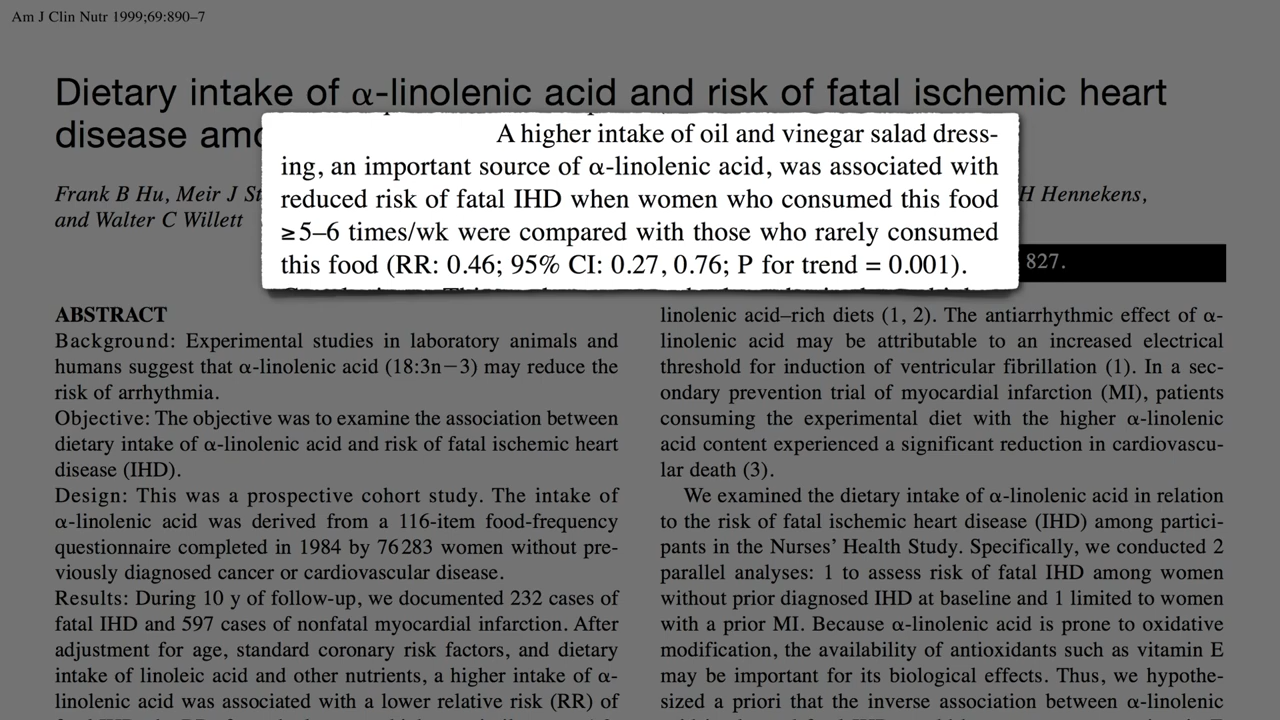 Am J Clin Nutr 1999;69:890–7
Dietary intake of α-linolenic acid and risk of fatal ischemic heart
disease amo
A higher intake of oil and vinegar salad dress-
ing, an important source of α-linolenic acid, was associated with
reduced risk of fatal IHD when women who consumed this food
≥5–6 times/wk were compared with those who rarely consumed
this food (RR: 0.46; 95% CI: 0.27, 0.76; P for trend = 0.001).
Frank B Hu, Meir J St
H Hennekens,
and Walter C Willett
827.
ABSTRACT
Background: Experimental studies in laboratory animals and
humans suggest that α-linolenic acid (18:3n−3) may reduce the
risk of arrhythmia.
Objective: The objective was to examine the association between
dietary intake of α-linolenic acid and risk of fatal ischemic heart
disease (IHD).
Design: This was a prospective cohort study. The intake of
α-linolenic acid was derived from a 116-item food-frequency
questionnaire completed in 1984 by 76283 women without pre-
viously diagnosed cancer or cardiovascular disease.
Results: During 10 y of follow-up, we documented 232 cases of
fatal IHD and 597 cases of nonfatal myocardial infarction. After
adjustment for age, standard coronary risk factors, and dietary
intake of linoleic acid and other nutrients, a higher intake of α-
linolenic acid was associated with a lower relative risk (RR) of
linolenic acid–rich diets (1, 2). The antiarrhythmic effect of α-
linolenic acid may be attributable to an increased electrical
threshold for induction of ventricular fibrillation (1). In a sec-
ondary prevention trial of myocardial infarction (MI), patients
consuming the experimental diet with the higher α-linolenic
acid content experienced a significant reduction in cardiovascu-
lar death (3).
We examined the dietary intake of α-linolenic acid in relation
to the risk of fatal ischemic heart disease (IHD) among partici-
pants in the Nurses’ Health Study. Specifically, we conducted 2
parallel analyses: 1 to assess risk of fatal IHD among women
without prior diagnosed IHD at baseline and 1 limited to women
with a prior MI. Because α-linolenic acid is prone to oxidative
modification, the availability of antioxidants such as vitamin E
may be important for its biological effects. Thus, we hypothe-
sized a priori that the inverse association between α-linolenic